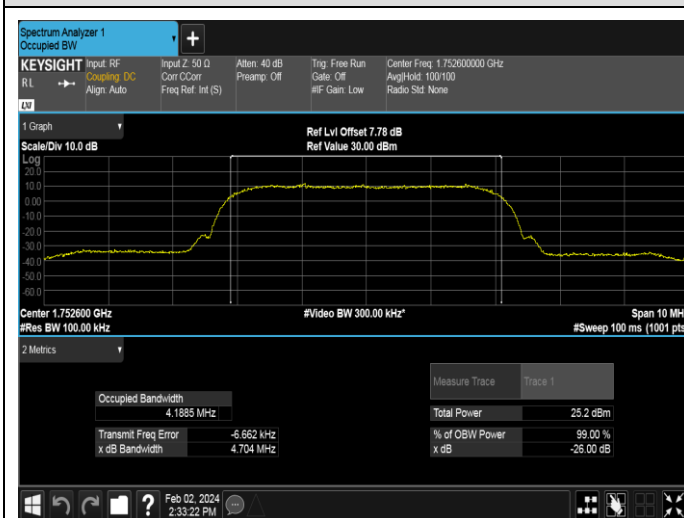 Spectrum Analyzer 1
Occupied BW
+
KEYSIGHT Input: RF Input Z: 50 Ω Atten: 40 dB Trig: Free Run Center Freq: 1.752600000 GHz
RL Coupling: DC Corr CCorr Preamp: Off Gate: Off Avg|Hold: 100/100
Align: Auto Freq Ref: Int (S) #IF Gain: Low Radio Std: None
LXI
1 Graph
Ref Lvl Offset 7.78 dB
Scale/Div 10.0 dB Ref Value 30.00 dBm
Log
20.0
10.0
0.00
-10.0
-20.0
-30.0
-40.0
-50.0
-60.0
Center 1.752600 GHz #Video BW 300.00 kHz* Span 10 MH
#Res BW 100.00 kHz #Sweep 100 ms (1001 pts
2 Metrics
Measure Trace Trace 1
Occupied Bandwidth
4.1885 MHz
Total Power 25.2 dBm
Transmit Freq Error -6.662 kHz % of OBW Power 99.00 %
x dB Bandwidth 4.704 MHz x dB -26.00 dB
?
Feb 02, 2024
2:33:22 PM